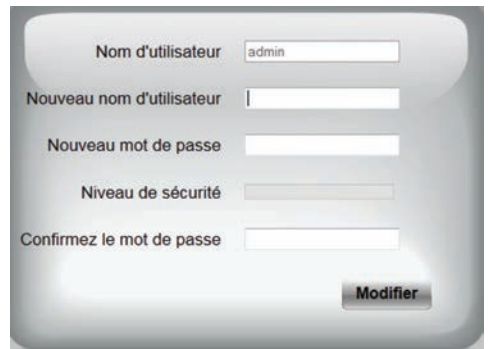 Nom d'utilisateur admin
Nouveau nom d'utilisateur
Nouveau mot de passe
Niveau de sécurité
Confirmez le mot de passe
Modifier